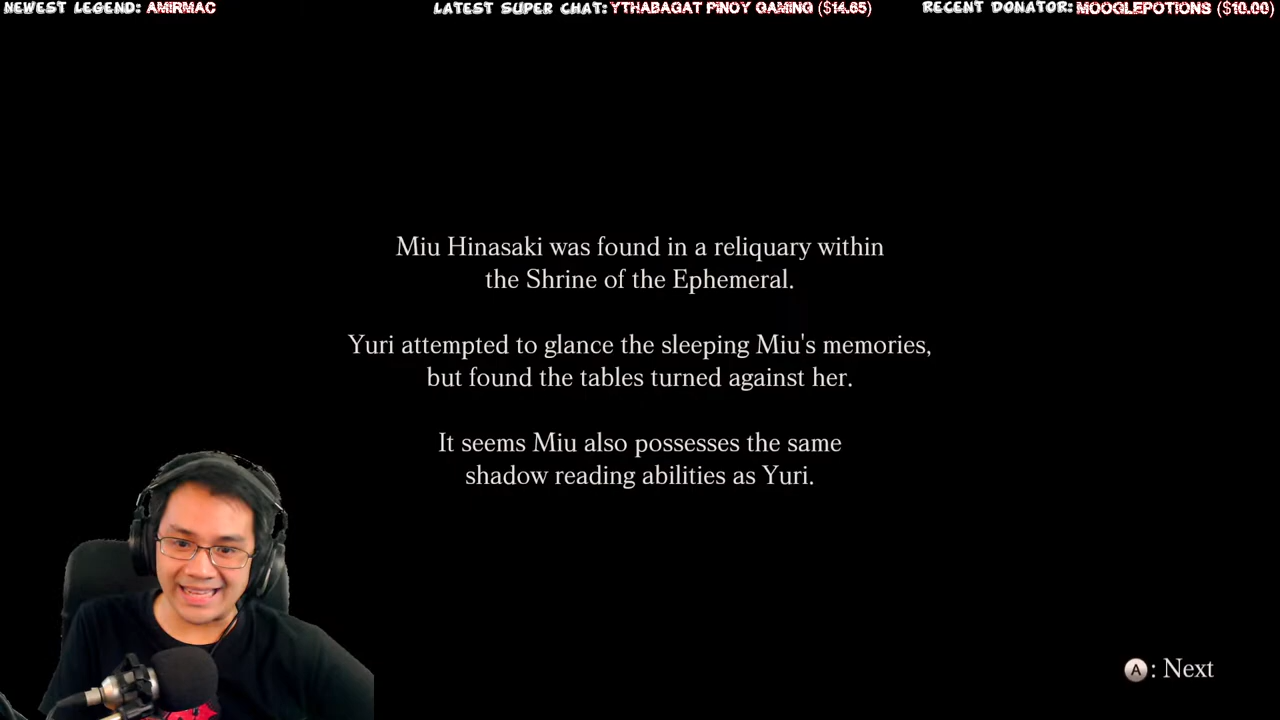 NEWEST LEGEND: AMIRMAC
LATEST SUPER CHAT: YTHABAGAT PINOY GAMING ($14.65)
RECENT DONATOR: MOOGLEPOTIONS ($10.00)
Miu Hinasaki was found in a reliquary within
the Shrine of the Ephemeral.
Yuri attempted to glance the sleeping Miu's memories,
but found the tables turned against her.
It seems Miu also possesses the same
shadow reading abilities as Yuri.
A: Next